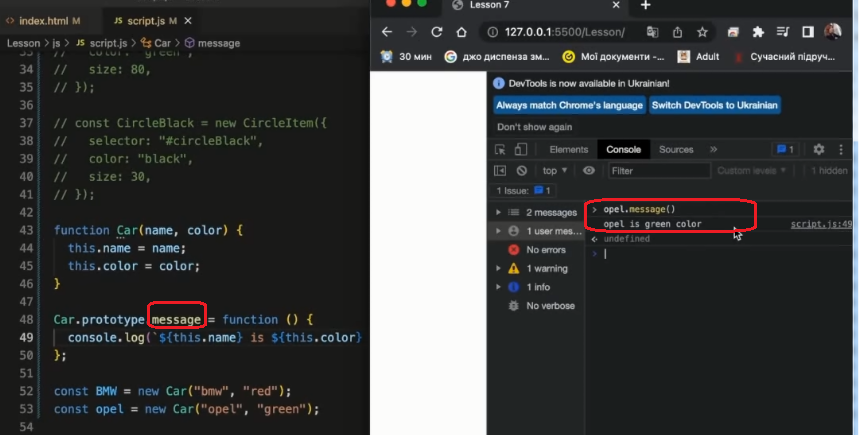 index.html M
script.js M
Lesson > js > script.js > Car > message
34 // size: 80,
35 // });
36
37 // const CircleBlack = new CircleItem({
38 // selector: "#circleBlack",
39 // color: "black",
40 // size: 30,
41 // });
42
43 function Car(name, color) {
44 this.name = name;
45 this.color = color;
46 }
47
48 Car.prototype.message = function () {
49 console.log(`${this.name} is ${this.color}
50 };
51
52 const BMW = new Car("bmw", "red");
53 const opel = new Car("opel", "green");
54
Lesson 7
127.0.0.1:5500/Lesson/
30 мин
джо диспенза зм...
Мої документи -...
Adult
Сучасний підруч...
DevTools is now available in Ukrainian!
Always match Chrome's language
Switch DevTools to Ukrainian
Don't show again
Elements
Console
Sources
1
top
Filter
Custom levels
1 hidden
1 Issue: 1
2 messages
1 user mes...
No errors
1 warning
1 info
No verbose
> opel.message()
opel is green color
script.js:49
undefined